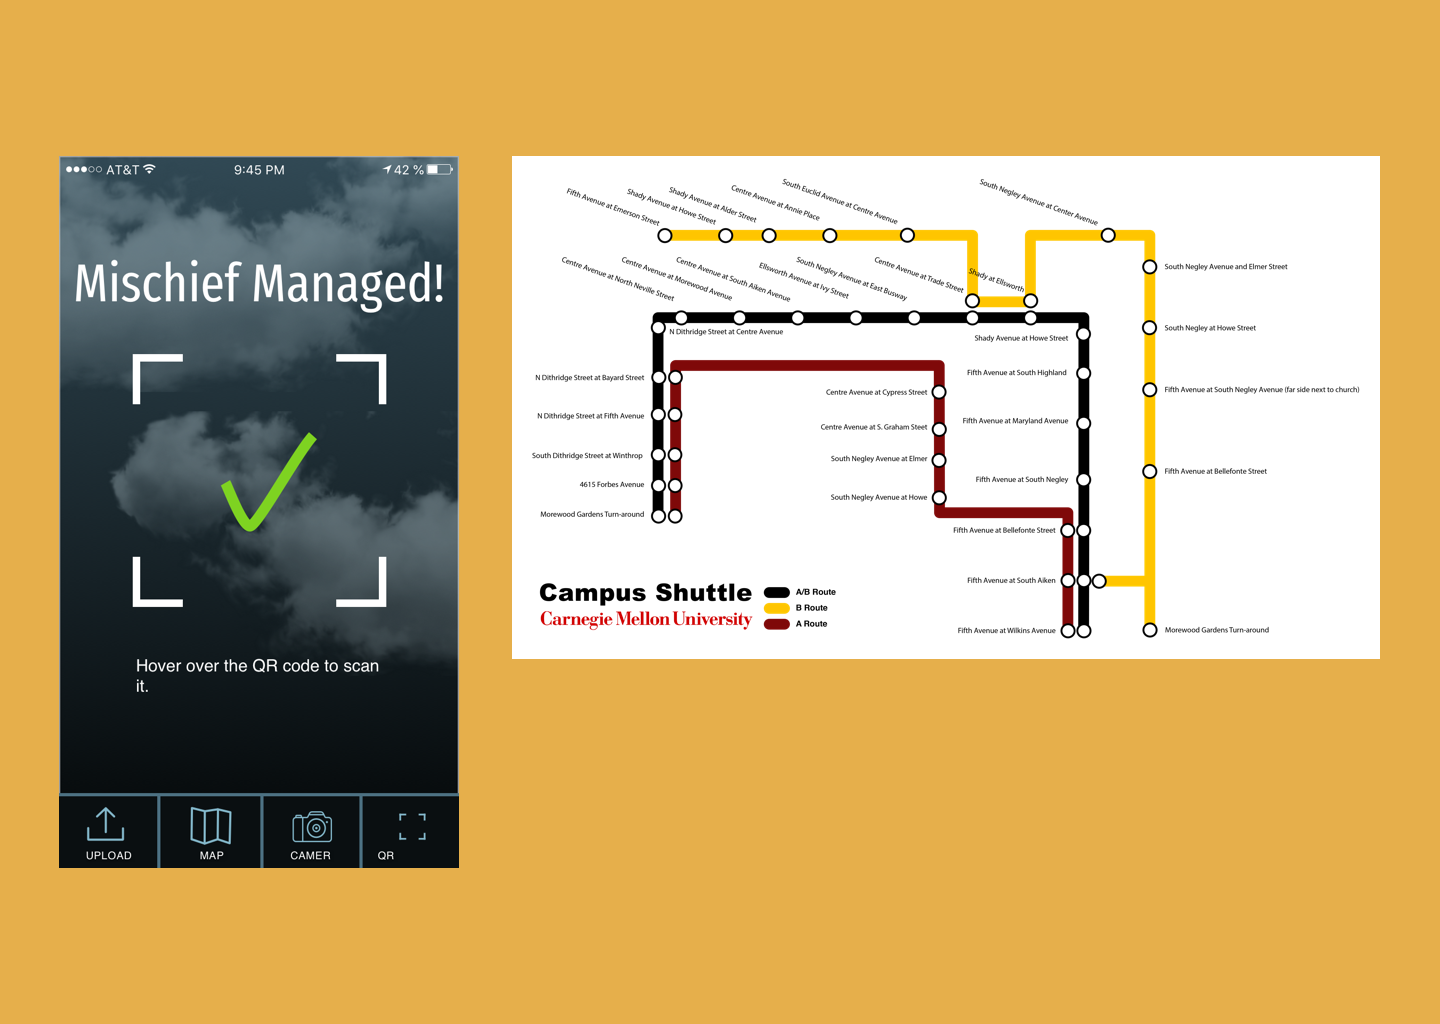 AT&T
9:45 PM
42 %
Mischief Managed!
Hover over the QR code to scan
it.
UPLOAD
MAP
CAMER
QR
Fifth Avenue at Emerson Street
Shady Avenue at Howe Street
Shady Avenue at Alder Street
Centre Avenue at Annie Place
South Euclid Avenue at Centre Avenue
South Negley Avenue at Center Avenue
Centre Avenue at North Neville Street
Centre Avenue at Morewood Avenue
Centre Avenue at South Aiken Avenue
Ellsworth Avenue at Ivy Street
South Negley Avenue at East Busway
Centre Avenue at Trade Street
Shady at Ellsworth
South Negley Avenue and Elmer Street
N Dithridge Street at Centre Avenue
Shady Avenue at Howe Street
South Negley at Howe Street
N Dithridge Street at Bayard Street
Fifth Avenue at South Highland
Centre Avenue at Cypress Street
Fifth Avenue at South Negley Avenue (far side next to church)
N Dithridge Street at Fifth Avenue
Centre Avenue at S. Graham Steet
Fifth Avenue at Maryland Avenue
South Dithridge Street at Winthrop
South Negley Avenue at Elmer
Fifth Avenue at Bellefonte Street
4615 Forbes Avenue
South Negley Avenue at Howe
Fifth Avenue at South Negley
Morewood Gardens Turn-around
Fifth Avenue at Bellefonte Street
Fifth Avenue at South Aiken
Campus Shuttle
Carnegie Mellon University
A/B Route
B Route
A Route
Fifth Avenue at Wilkins Avenue
Morewood Gardens Turn-around